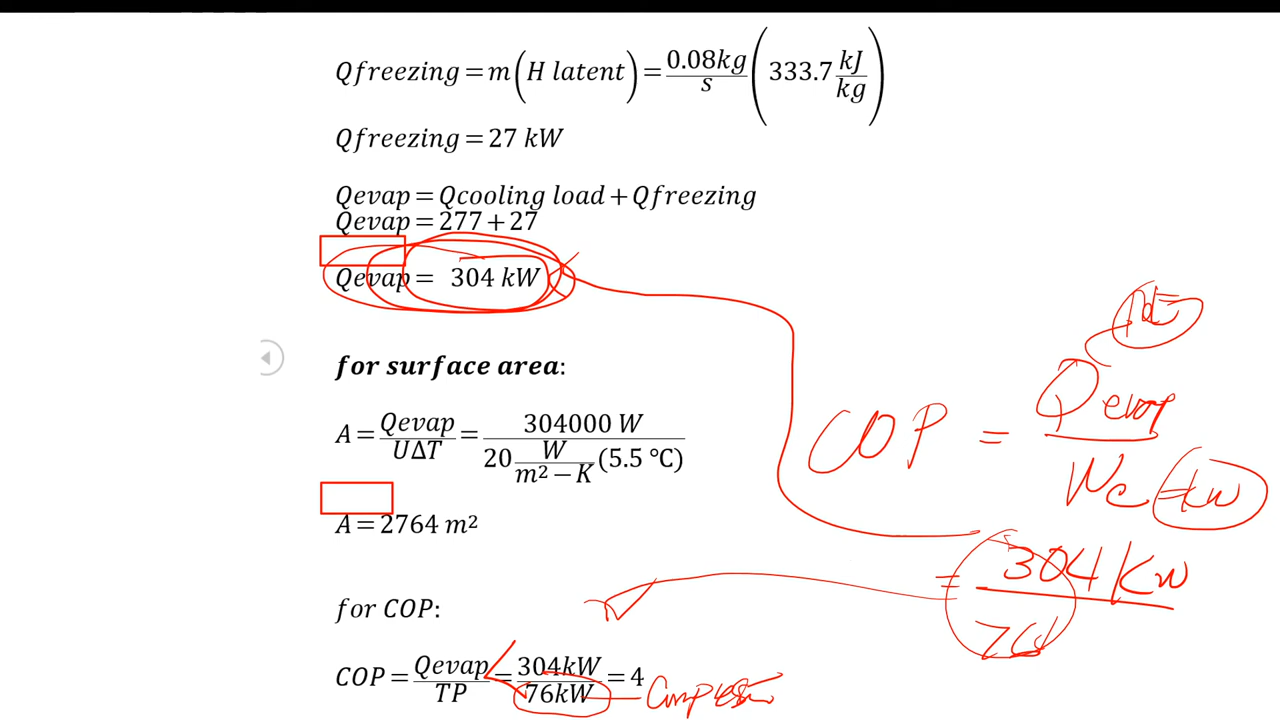 Qfreezing = m(H latent) = 0.08kg/s (333.7 kJ/kg)
Qfreezing = 27 kW
Qevap = Qcooling load + Qfreezing
Qevap = 277 + 27
Qevap = 304 kW
for surface area:
A = Qevap/UΔT = 304000 W/20 W/m² − K (5.5 °C)
A = 2764 m²
for COP:
COP = Qevap/TP = 304kW/76kW = 4
COP = Qevap/Wc = kW
= 304 kW/76